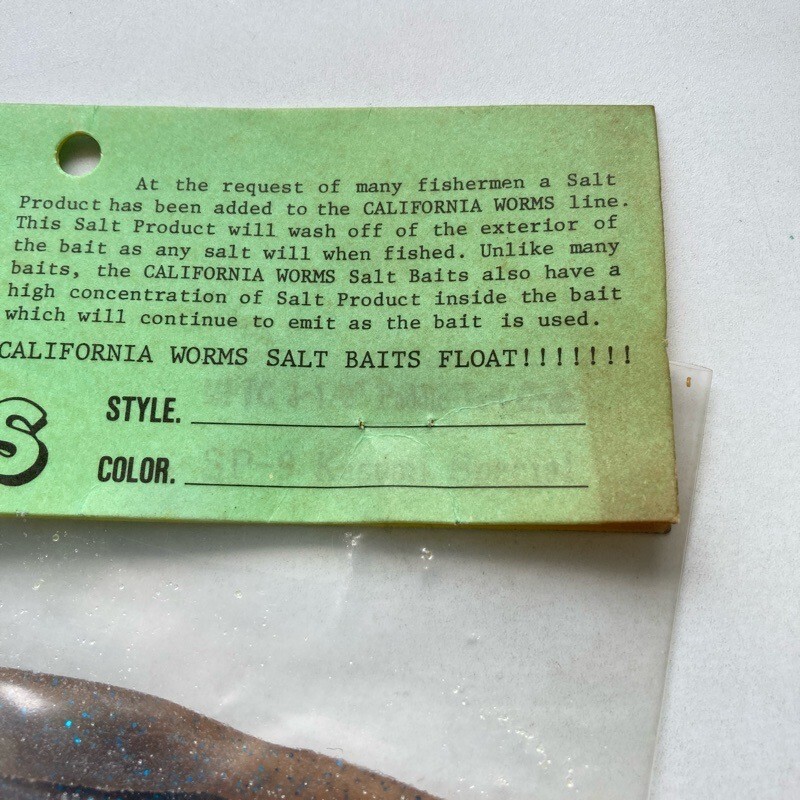 At the request of many fishermen a Salt
Product has been added to the CALIFORNIA WORMS line.
This Salt Product will wash off of the exterior of
the bait as any salt will when fished. Unlike many
baits, the CALIFORNIA WORMS Salt Baits also have a
high concentration of Salt Product inside the bait
which will continue to emit as the bait is used.
CALIFORNIA WORMS SALT BAITS FLOAT!!!!!!!
S
STYLE.
COLOR.